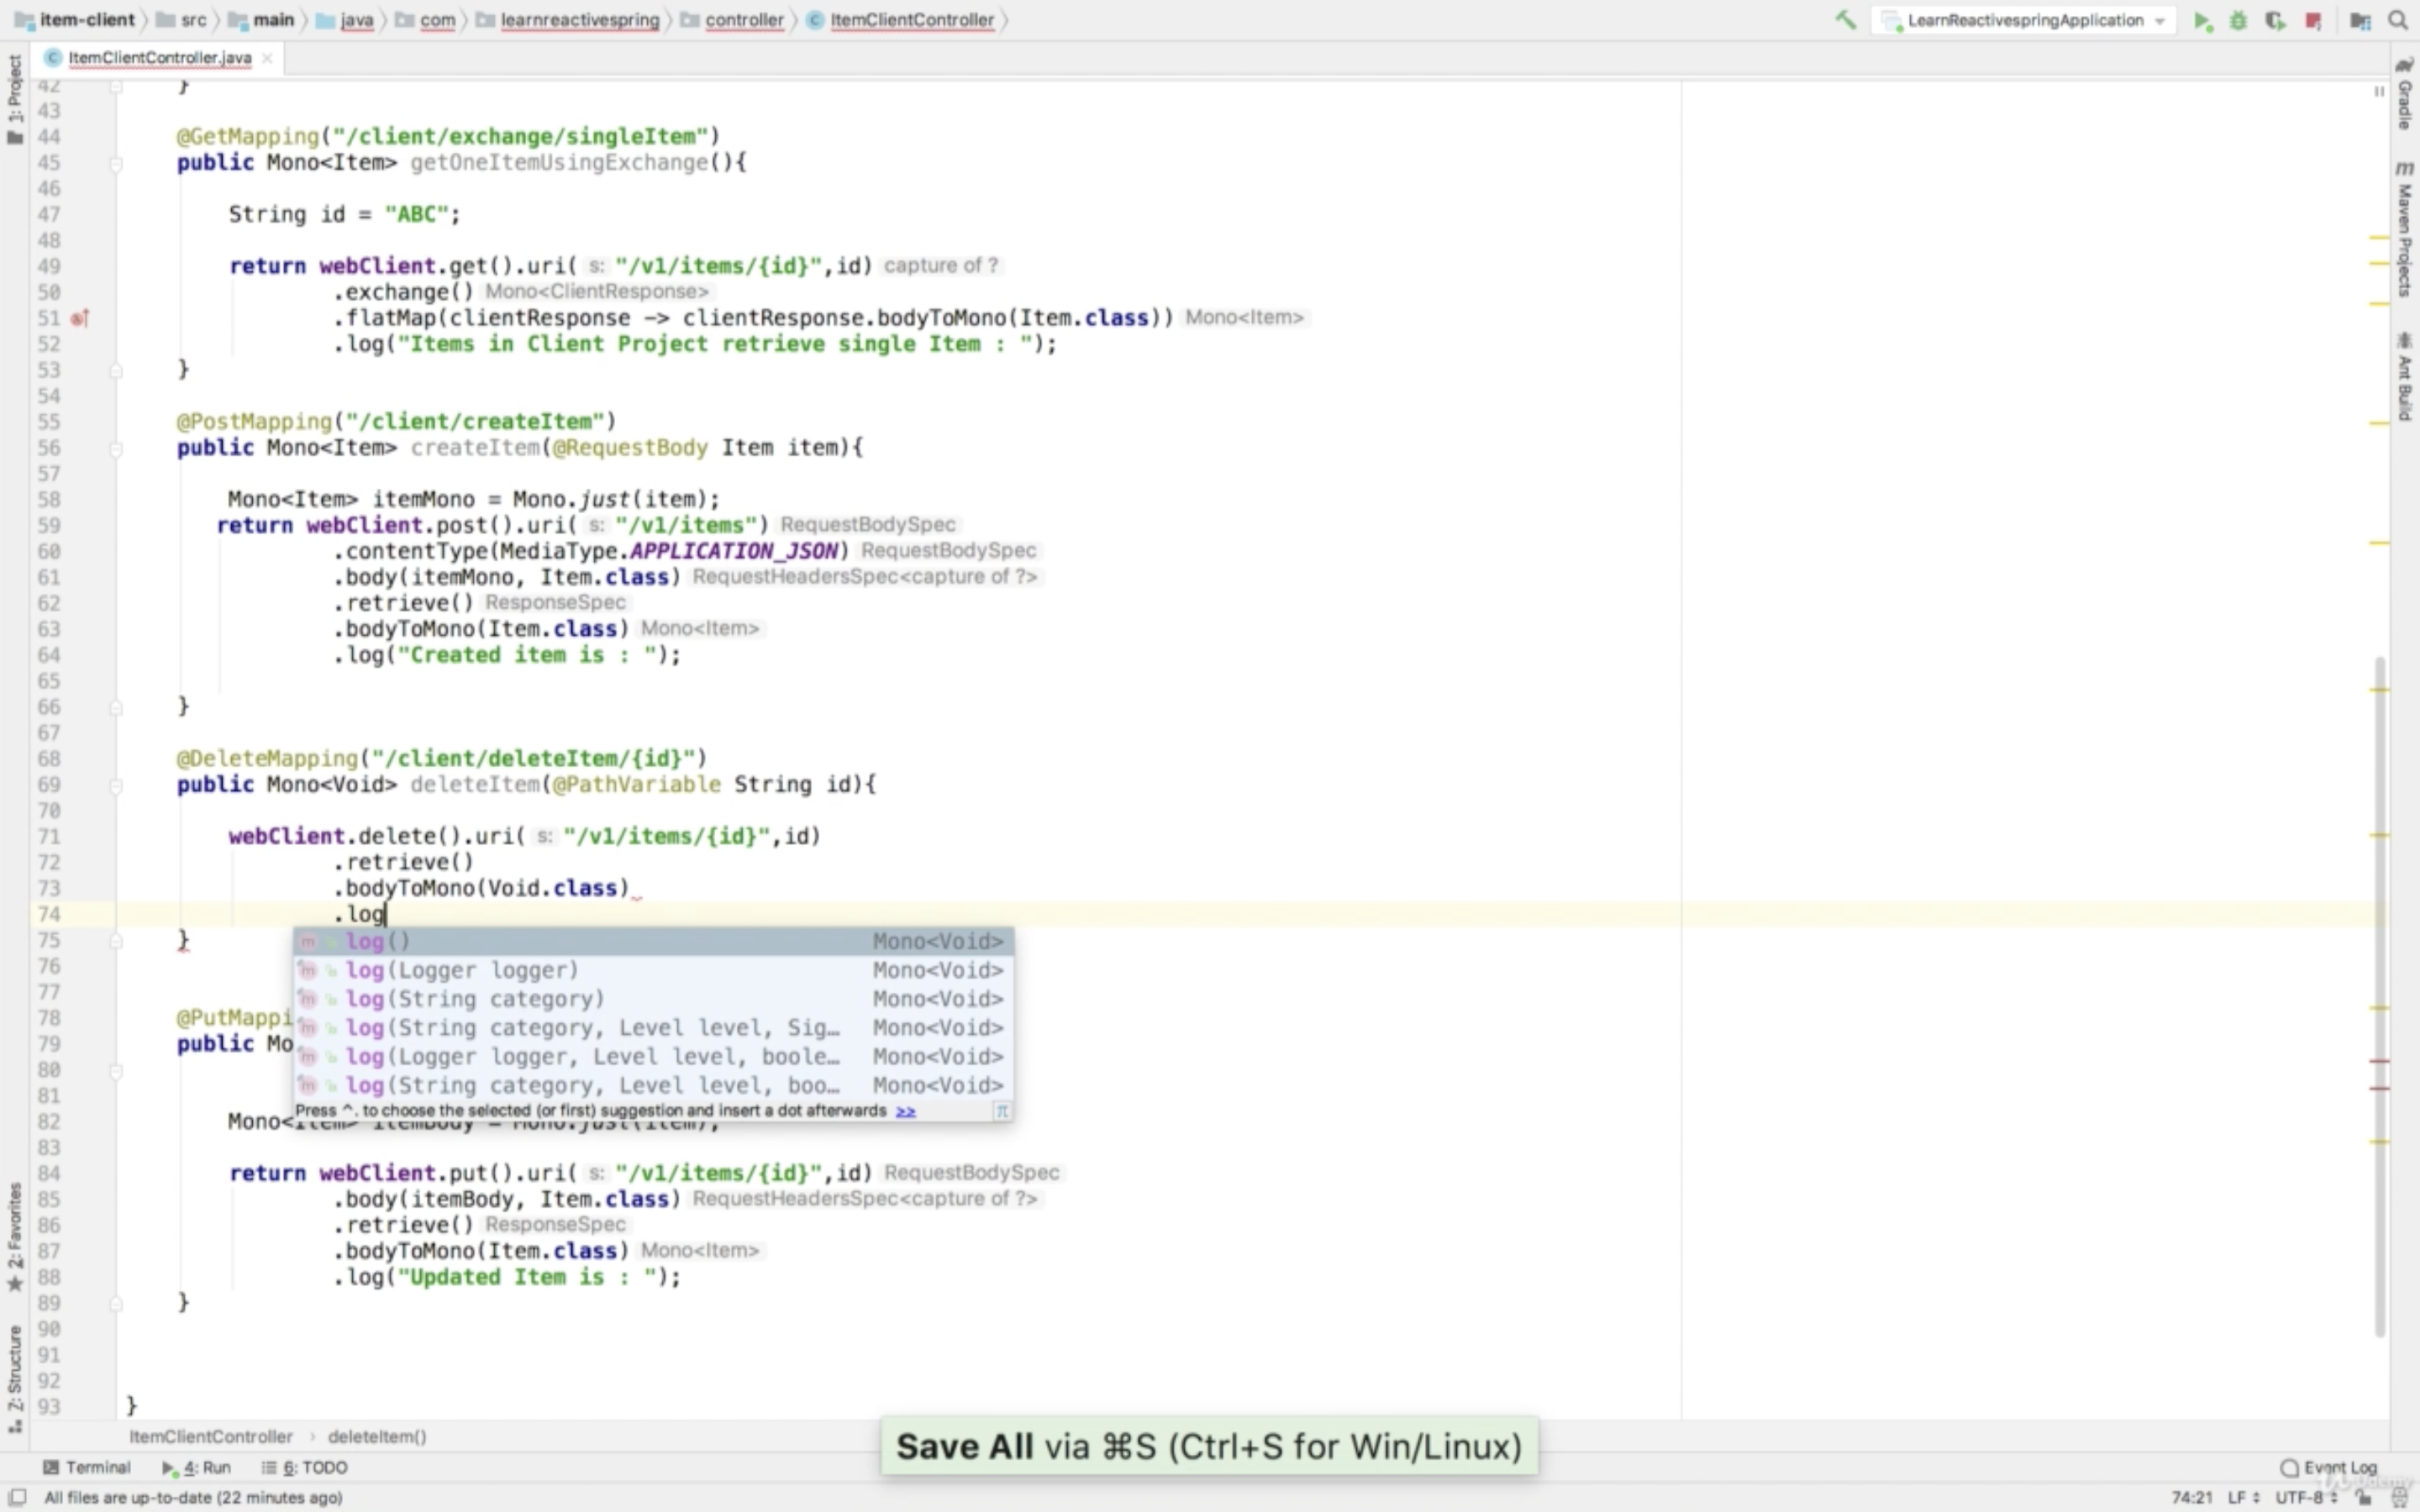 item-client src main java com learnreactivespring controller ItemClientController LearnReactivespringApplication
ItemClientController.java
1: Project
Gradle
Maven Projects
Ant Build
42 }
43
44 @GetMapping("/client/exchange/singleItem")
45 public Mono<Item> getOneItemUsingExchange(){
46
47 String id = "ABC";
48
49 return webClient.get().uri( s: "/v1/items/{id}",id) capture of ?
50 .exchange() Mono<ClientResponse>
51 .flatMap(clientResponse -> clientResponse.bodyToMono(Item.class)) Mono<Item>
52 .log("Items in Client Project retrieve single Item : ");
53 }
54
55 @PostMapping("/client/createItem")
56 public Mono<Item> createItem(@RequestBody Item item){
57
58 Mono<Item> itemMono = Mono.just(item);
59 return webClient.post().uri( s: "/v1/items") RequestBodySpec
60 .contentType(MediaType.APPLICATION_JSON) RequestBodySpec
61 .body(itemMono, Item.class) RequestHeadersSpec<capture of ?>
62 .retrieve() ResponseSpec
63 .bodyToMono(Item.class) Mono<Item>
64 .log("Created item is : ");
65
66 }
67
68 @DeleteMapping("/client/deleteItem/{id}")
69 public Mono<Void> deleteItem(@PathVariable String id){
70
71 webClient.delete().uri( s: "/v1/items/{id}",id)
72 .retrieve()
73 .bodyToMono(Void.class)
74 .log
75 }
m log() Mono<Void>
m log(Logger logger) Mono<Void>
m log(String category) Mono<Void>
m log(String category, Level level, Sig… Mono<Void>
m log(Logger logger, Level level, boole… Mono<Void>
m log(String category, Level level, boo… Mono<Void>
Press ^. to choose the selected (or first) suggestion and insert a dot afterwards >> π
76
77
78 @PutMappi
79 public Mo
80
81
82 Mono<Item> itemBody = Mono.just(item);
83
84 return webClient.put().uri( s: "/v1/items/{id}",id) RequestBodySpec
85 .body(itemBody, Item.class) RequestHeadersSpec<capture of ?>
86 .retrieve() ResponseSpec
87 .bodyToMono(Item.class) Mono<Item>
88 .log("Updated Item is : ");
89 }
90
91
92
93 }
2: Favorites
Z: Structure
ItemClientController › deleteItem()
Save All via ⌘S (Ctrl+S for Win/Linux)
Terminal 4: Run 6: TODO Event Log
Udemy
All files are up-to-date (22 minutes ago) 74:21 LF UTF-8